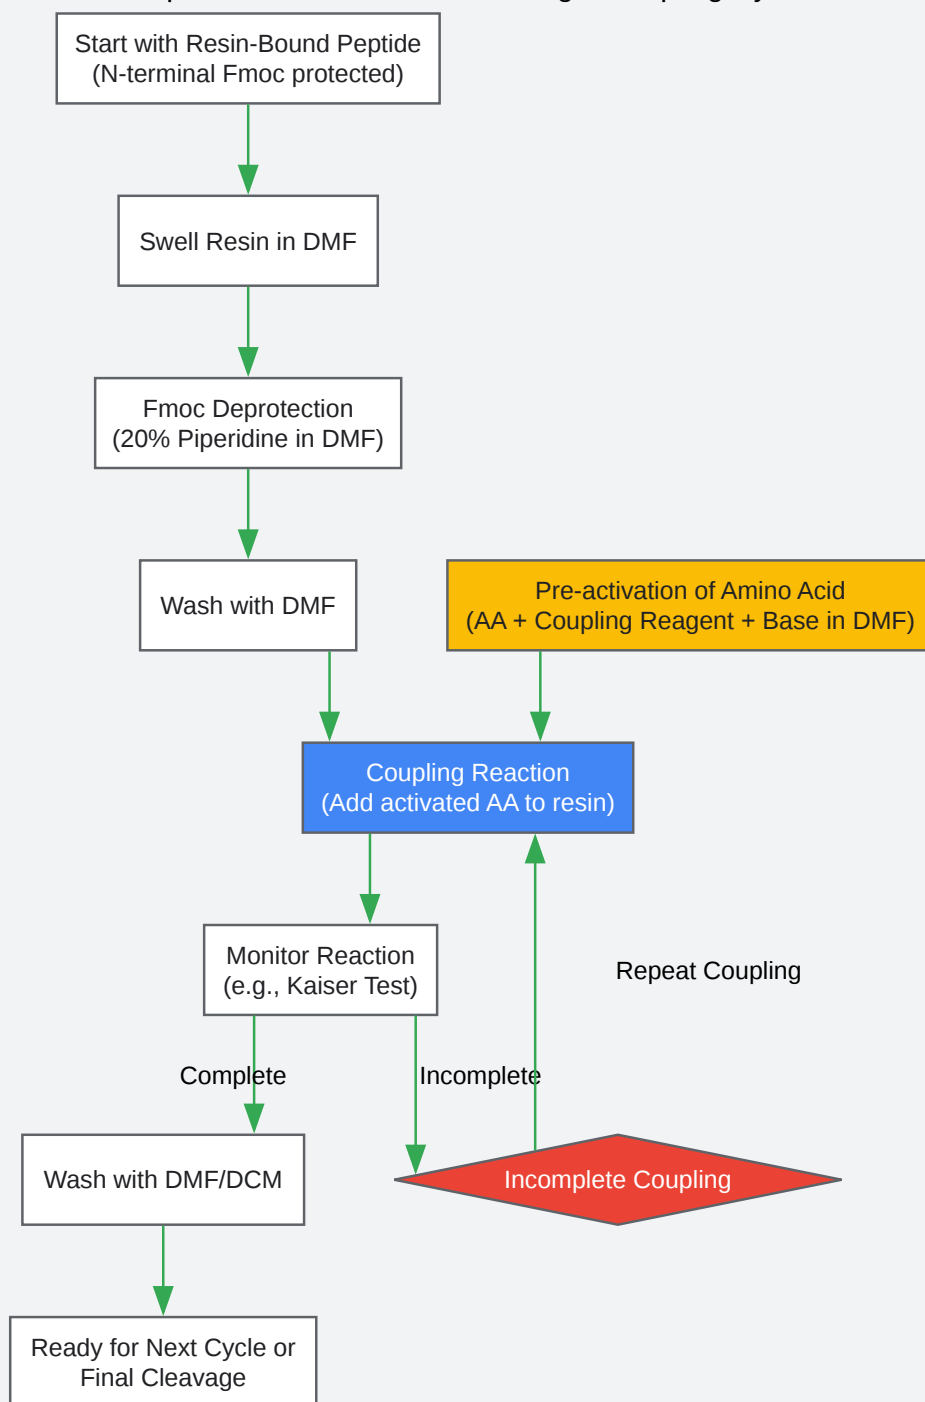 Start with Resin-Bound Peptide
(N-terminal Fmoc protected)
Swell Resin in DMF
Fmoc Deprotection
(20% Piperidine in DMF)
Wash with DMF
Pre-activation of Amino Acid
(AA + Coupling Reagent + Base in DMF)
Coupling Reaction
(Add activated AA to resin)
Monitor Reaction
(e.g., Kaiser Test)
Repeat Coupling
Complete
Incomplete
Wash with DMF/DCM
Incomplete Coupling
Ready for Next Cycle or
Final Cleavage